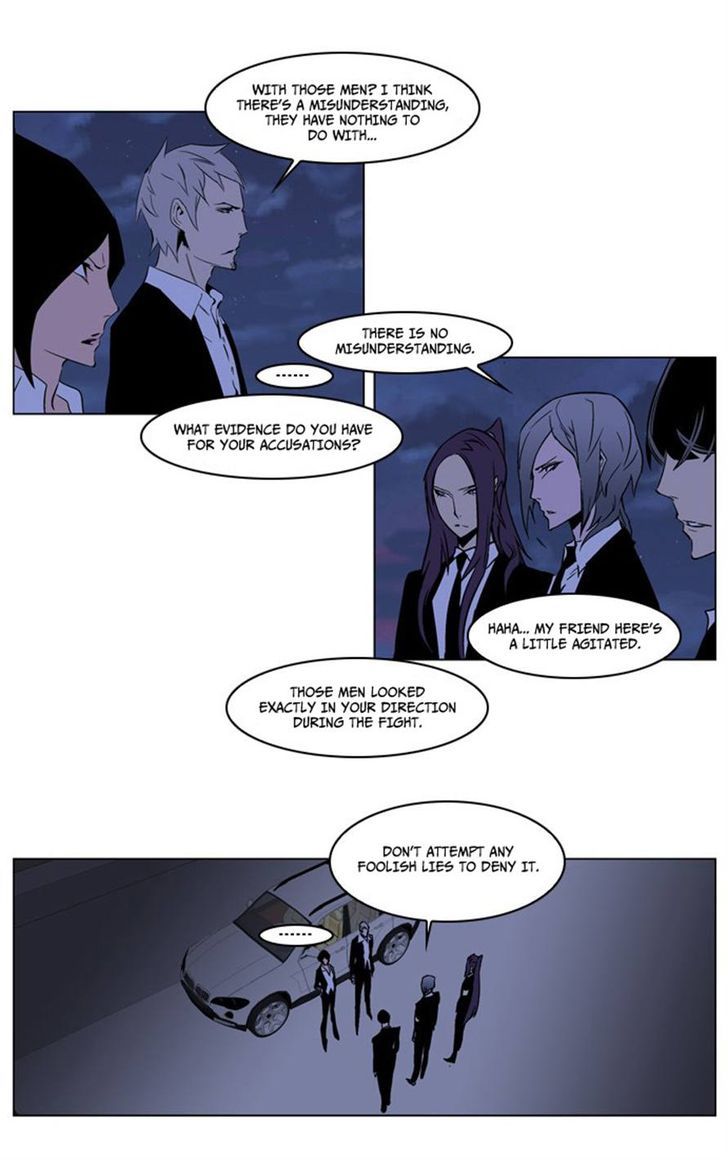 WITH THOSE MEN? I THINK
THERE'S A MISUNDERSTANDING,
THEY HAVE NOTHING TO
DO WITH...
THERE IS NO
MISUNDERSTANDING.
......
WHAT EVIDENCE DO YOU HAVE
FOR YOUR ACCUSATIONS?
HAHA... MY FRIEND HERE'S
A LITTLE AGITATED.
THOSE MEN LOOKED
EXACTLY IN YOUR DIRECTION
DURING THE FIGHT.
DON'T ATTEMPT ANY
FOOLISH LIES TO DENY IT.
......